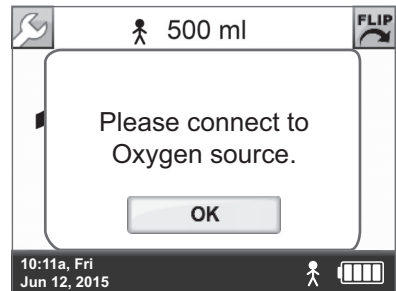 500 ml
FLIP
Please connect to
Oxygen source.
OK
10:11a, Fri
Jun 12, 2015